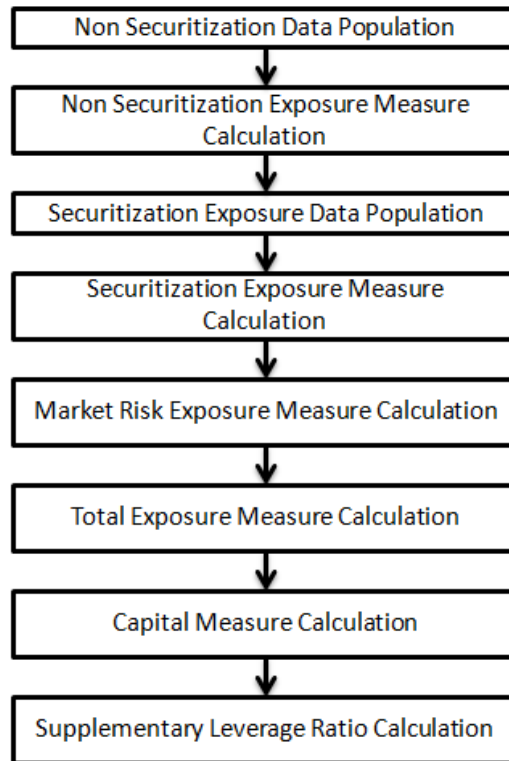 Non Securitization Data Population
Non Securitization Exposure Measure
Calculation
Securitization Exposure Data Population
Securitization Exposure Measure
Calculation
Market Risk Exposure Measure Calculation
Total Exposure Measure Calculation
Capital Measure Calculation
Supplementary Leverage Ratio Calculation